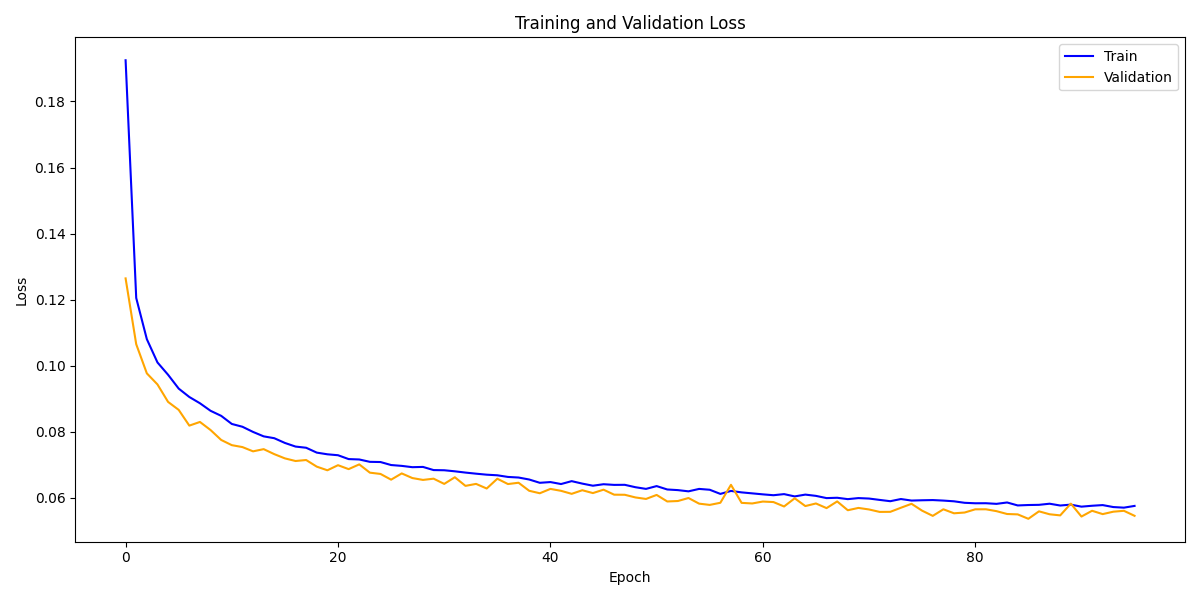 Training and Validation Loss
Train
Validation
0.18
0.16
0.14
0.12
0.10
0.08
0.06
Loss
0 20 40 60 80
Epoch